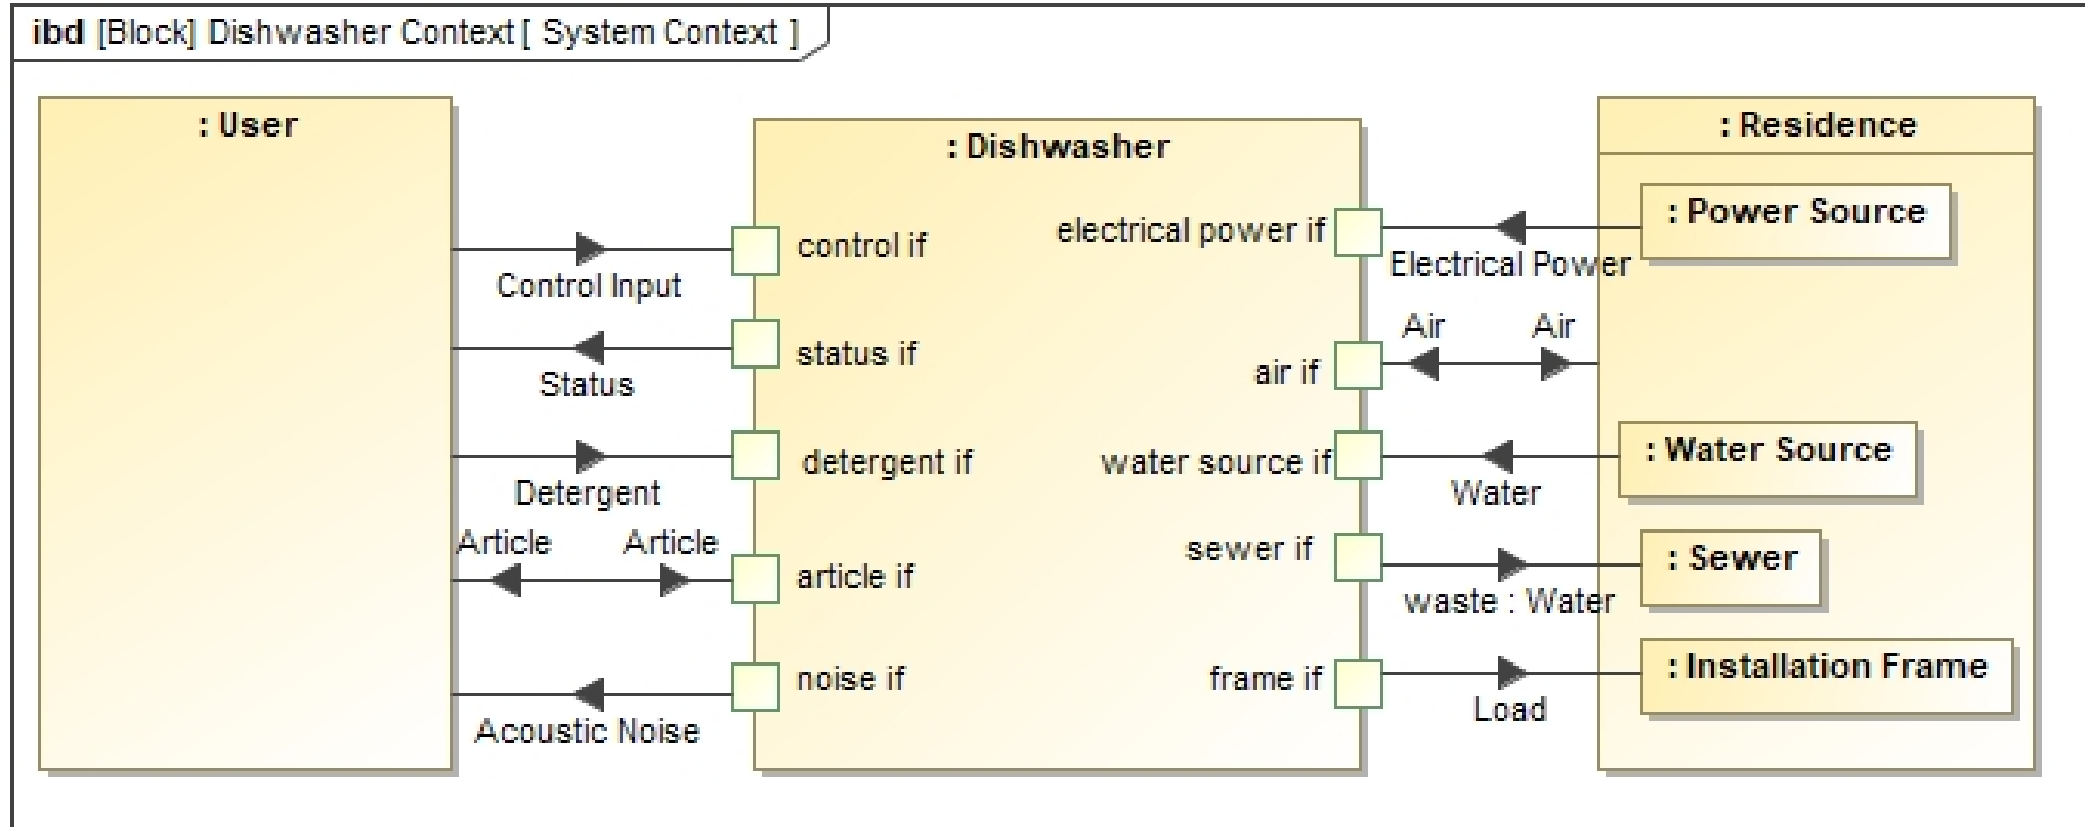 ibd [Block] Dishwasher Context [ System Context ]
: User
: Dishwasher
: Residence
control if
Control Input
status if
Status
detergent if
Detergent
Article Article
article if
noise if
Acoustic Noise
electrical power if
Electrical Power
: Power Source
Air Air
air if
water source if
Water
: Water Source
sewer if
waste : Water
: Sewer
frame if
Load
: Installation Frame